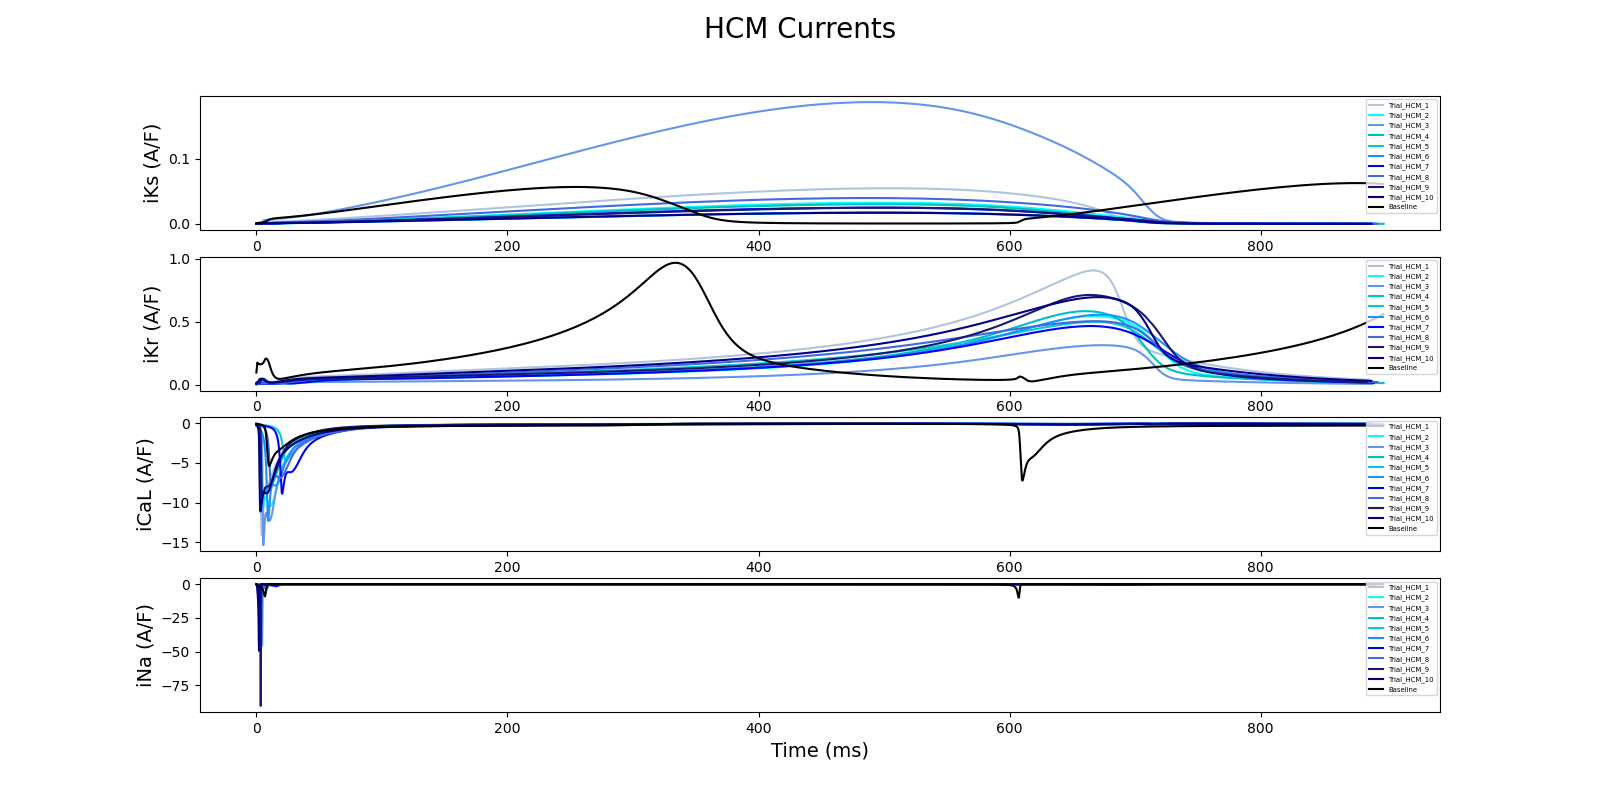 HCM Currents
iKs (A/F)
0.1
0.0
Trial_HCM_1
Trial_HCM_2
Trial_HCM_3
Trial_HCM_4
Trial_HCM_5
Trial_HCM_6
Trial_HCM_7
Trial_HCM_8
Trial_HCM_9
Trial_HCM_10
Baseline
0 200 400 600 800
iKr (A/F)
1.0
0.5
0.0
Trial_HCM_1
Trial_HCM_2
Trial_HCM_3
Trial_HCM_4
Trial_HCM_5
Trial_HCM_6
Trial_HCM_7
Trial_HCM_8
Trial_HCM_9
Trial_HCM_10
Baseline
0 200 400 600 800
iCaL (A/F)
0
−5
−10
−15
Trial_HCM_1
Trial_HCM_2
Trial_HCM_3
Trial_HCM_4
Trial_HCM_5
Trial_HCM_6
Trial_HCM_7
Trial_HCM_8
Trial_HCM_9
Trial_HCM_10
Baseline
0 200 400 600 800
iNa (A/F)
0
−25
−50
−75
Trial_HCM_1
Trial_HCM_2
Trial_HCM_3
Trial_HCM_4
Trial_HCM_5
Trial_HCM_6
Trial_HCM_7
Trial_HCM_8
Trial_HCM_9
Trial_HCM_10
Baseline
0 200 400 600 800
Time (ms)